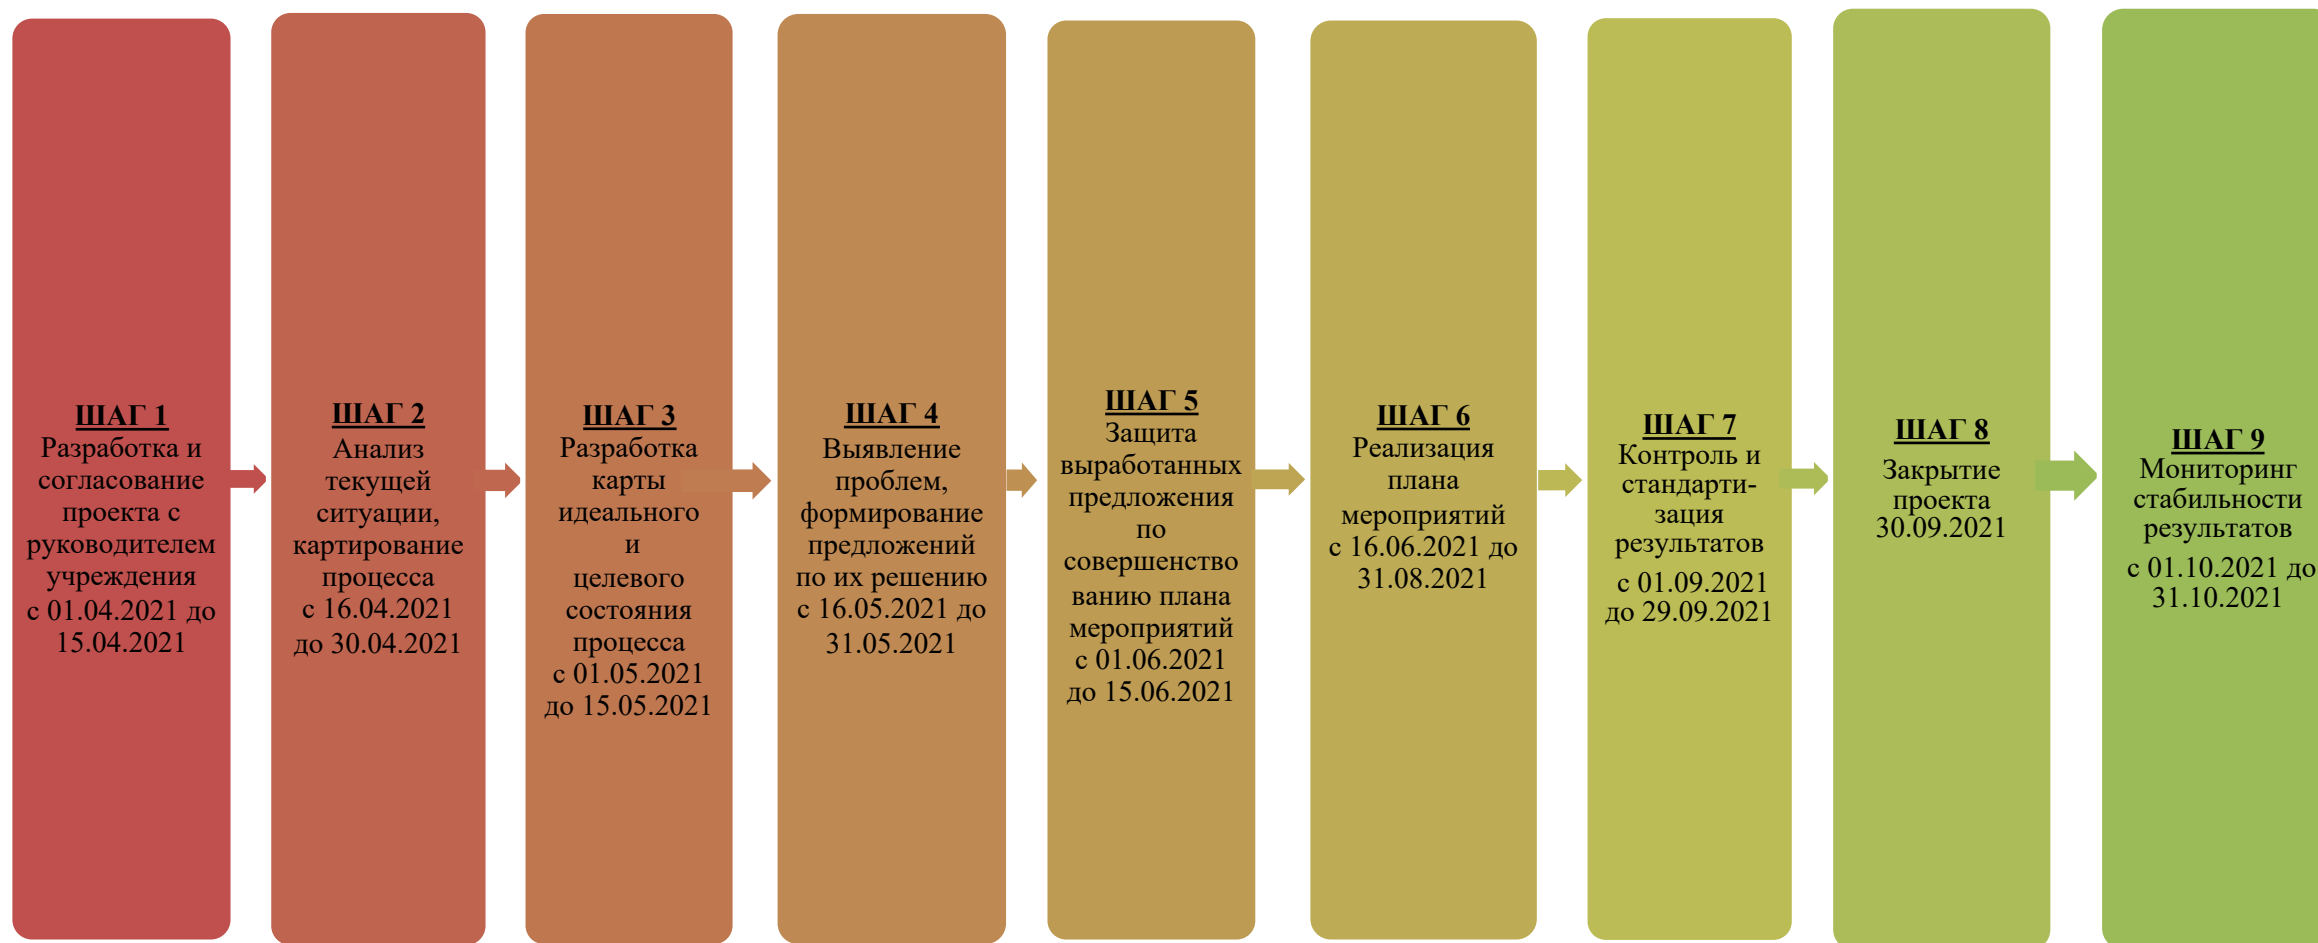 ШАГ 1
Разработка и
согласование
проекта с
руководителем
учреждения
с 01.04.2021 до
15.04.2021
ШАГ 2
Анализ
текущей
ситуации,
картирование
процесса
с 16.04.2021
до 30.04.2021
ШАГ 3
Разработка
карты
идеального
и
целевого
состояния
процесса
с 01.05.2021
до 15.05.2021
ШАГ 4
Выявление
проблем,
формирование
предложений
по их решению
с 16.05.2021 до
31.05.2021
ШАГ 5
Защита
выработанных
предложения
по
совершенство
ванию плана
мероприятий
с 01.06.2021
до 15.06.2021
ШАГ 6
Реализация
плана
мероприятий
с 16.06.2021 до
31.08.2021
ШАГ 7
Контроль и
стандарти-
зация
результатов
с 01.09.2021
до 29.09.2021
ШАГ 8
Закрытие
проекта
30.09.2021
ШАГ 9
Мониторинг
стабильности
результатов
с 01.10.2021 до
31.10.2021